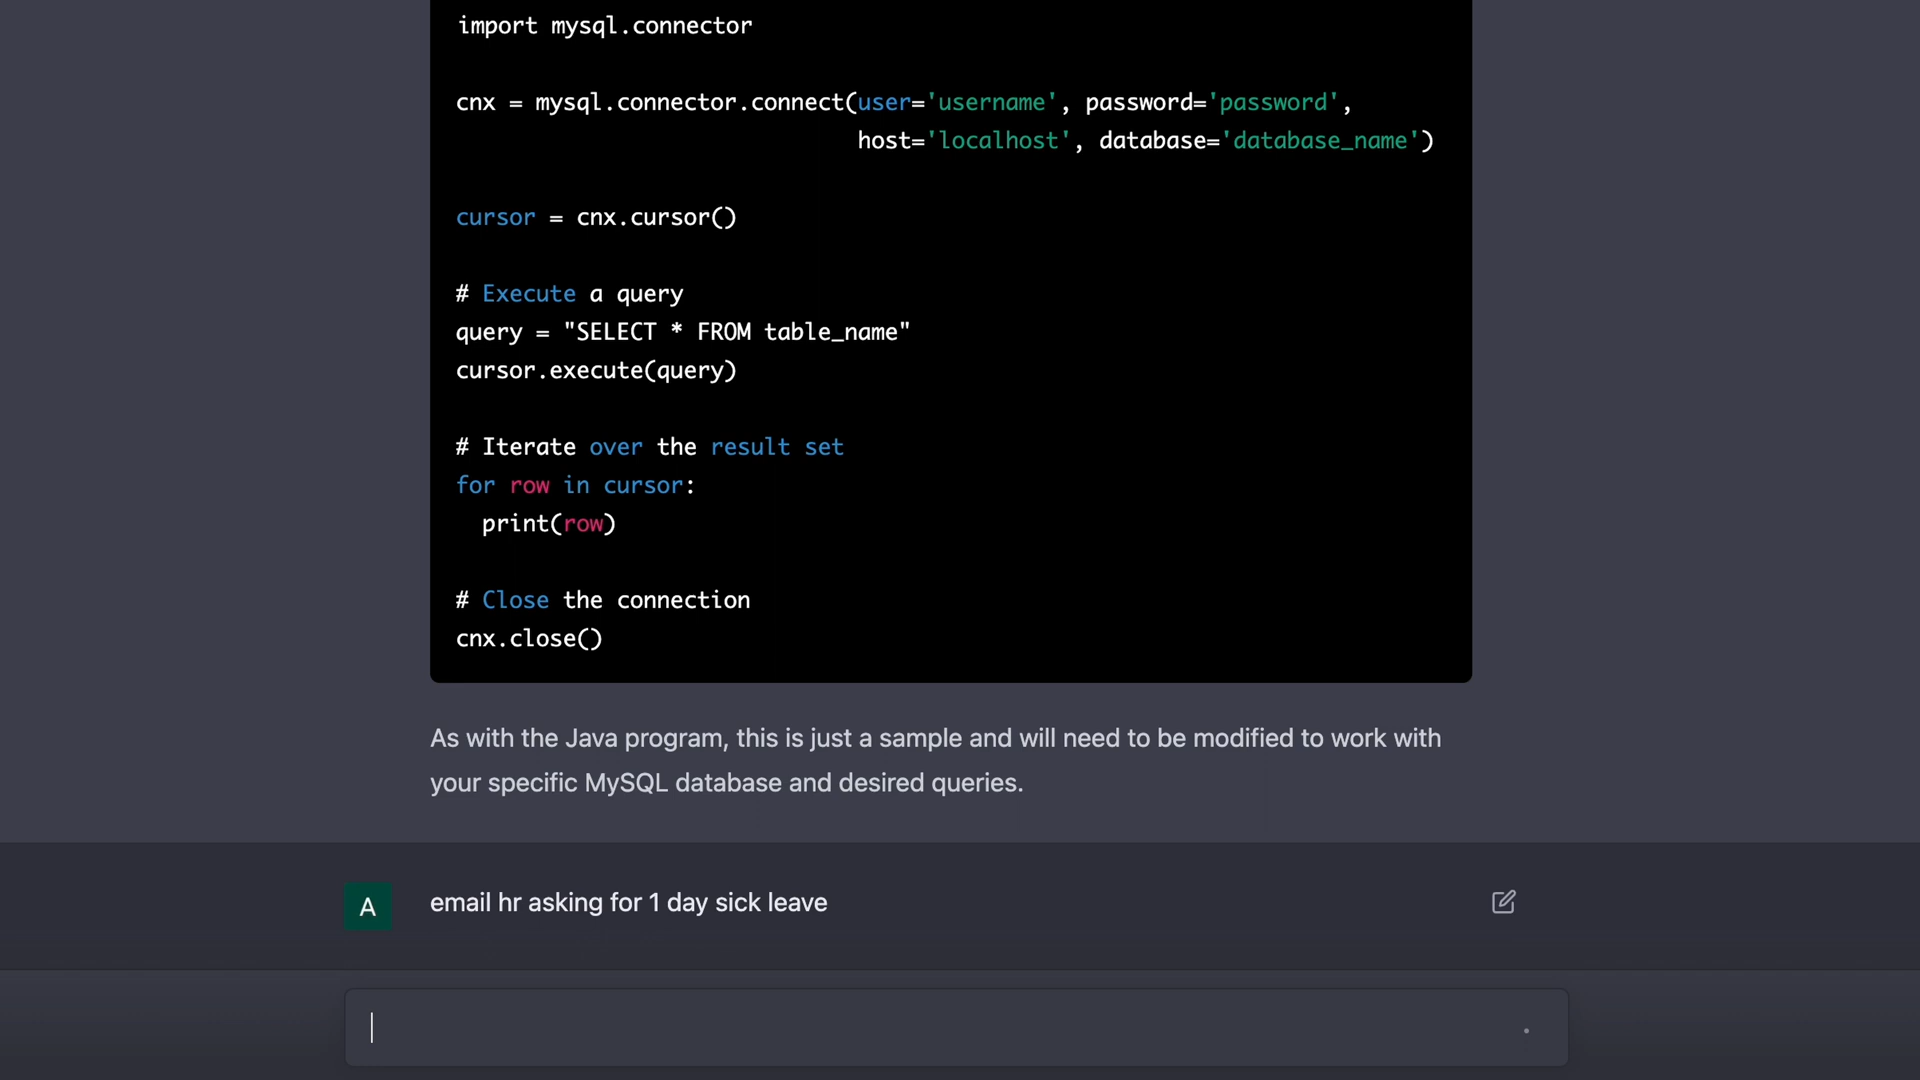 import mysql.connector
cnx = mysql.connector.connect(user='username', password='password',
host='localhost', database='database_name')
cursor = cnx.cursor()
# Execute a query
query = "SELECT * FROM table_name"
cursor.execute(query)
# Iterate over the result set
for row in cursor:
print(row)
# Close the connection
cnx.close()
As with the Java program, this is just a sample and will need to be modified to work with
your specific MySQL database and desired queries.
A
email hr asking for 1 day sick leave